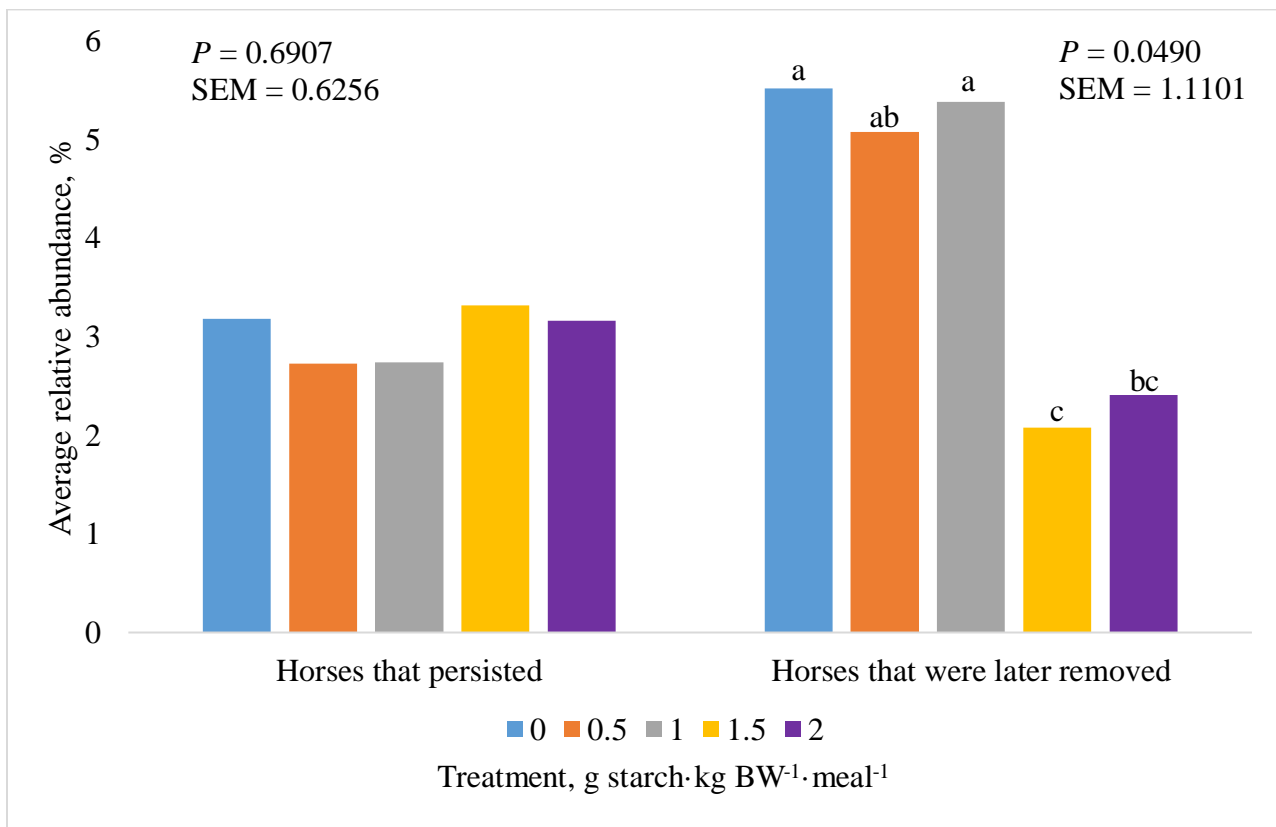 6
5
4
3
2
1
0
Average relative abundance, %
P = 0.6907
SEM = 0.6256
P = 0.0490
SEM = 1.1101
a
ab
a
c
bc
Horses that persisted
Horses that were later removed
0 0.5 1 1.5 2
Treatment, g starch·kg BW⁻¹·meal⁻¹